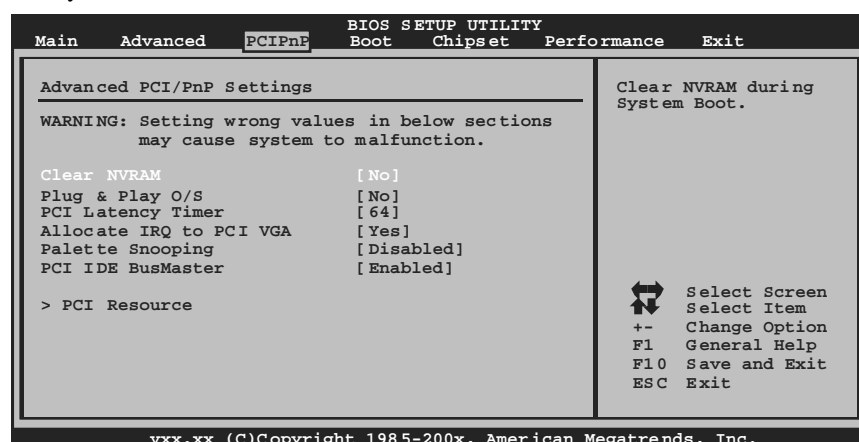 BIOS SETUP UTILITY
Main Advanced PCIPnP Boot Chipset Performance Exit
Advanced PCI/PnP Settings
WARNING: Setting wrong values in below sections
may cause system to malfunction.
Clear NVRAM [No]
Plug & Play O/S [No]
PCI Latency Timer [64]
Allocate IRQ to PCI VGA [Yes]
Palette Snooping [Disabled]
PCI IDE BusMaster [Enabled]
> PCI Resource
Clear NVRAM during
System Boot.
Select Screen
Select Item
+- Change Option
F1 General Help
F10 Save and Exit
ESC Exit
vxx.xx (C)Copyright 1985-200x, American Megatrends, Inc.